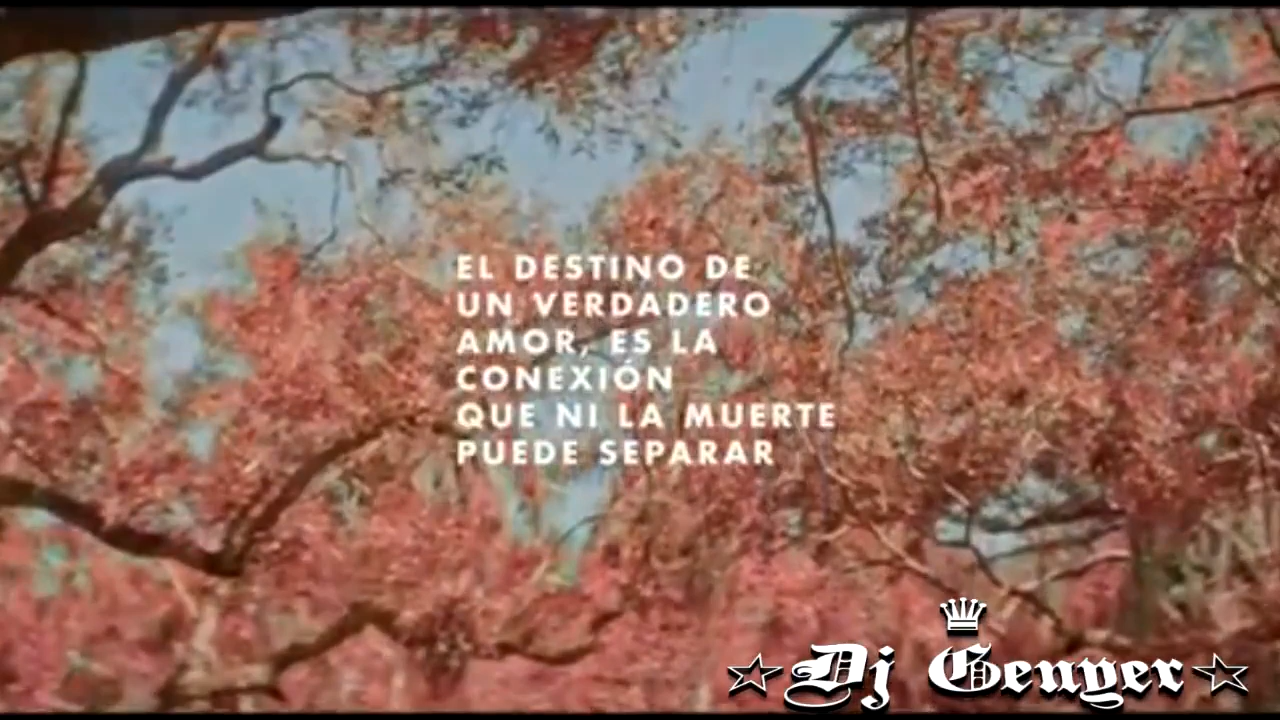 EL DESTINO DE
UN VERDADERO
AMOR, ES LA
CONEXIÓN
QUE NI LA MUERTE
PUEDE SEPARAR
Dj Genyer